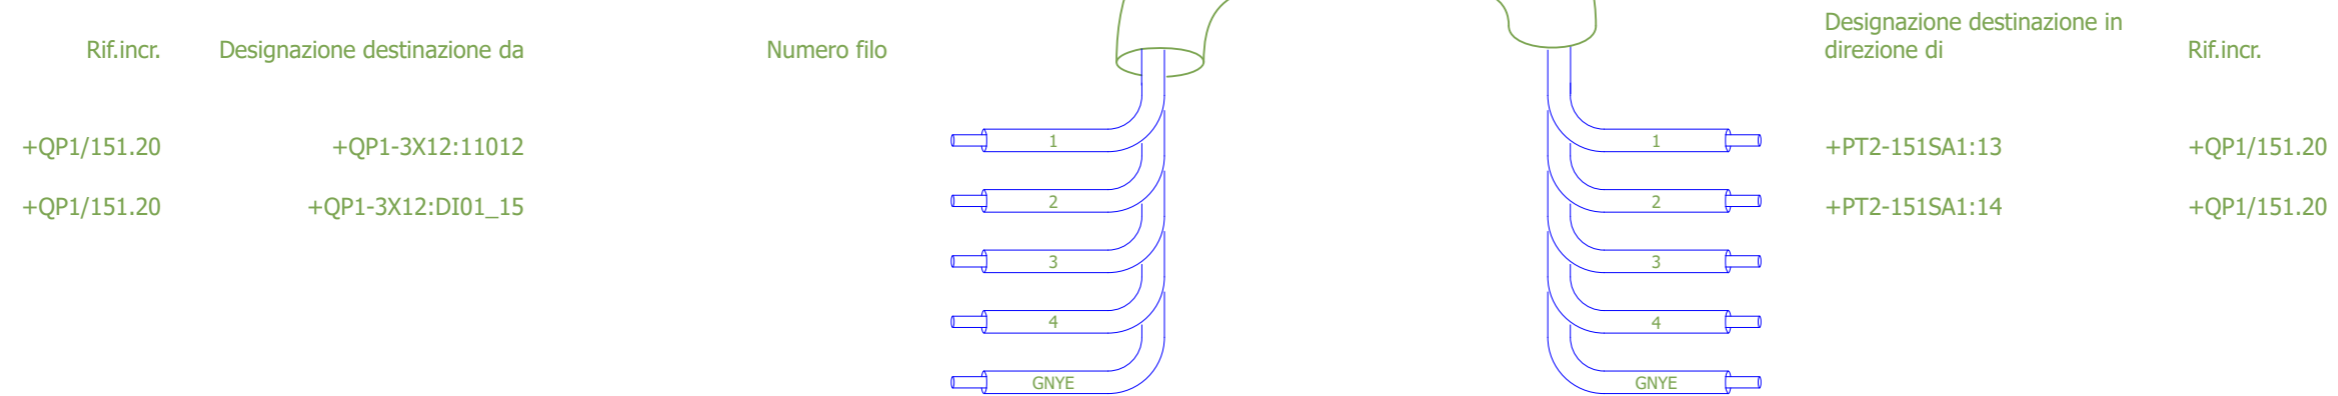 Rif.incr. Designazione destinazione da Numero filo Designazione destinazione in
direzione di Rif.incr.
+QP1/151.20 +QP1-3X12:11012 1 1 +PT2-151SA1:13 +QP1/151.20
+QP1/151.20 +QP1-3X12:DI01_15 2 2 +PT2-151SA1:14 +QP1/151.20
3 3
4 4
GNYE GNYE